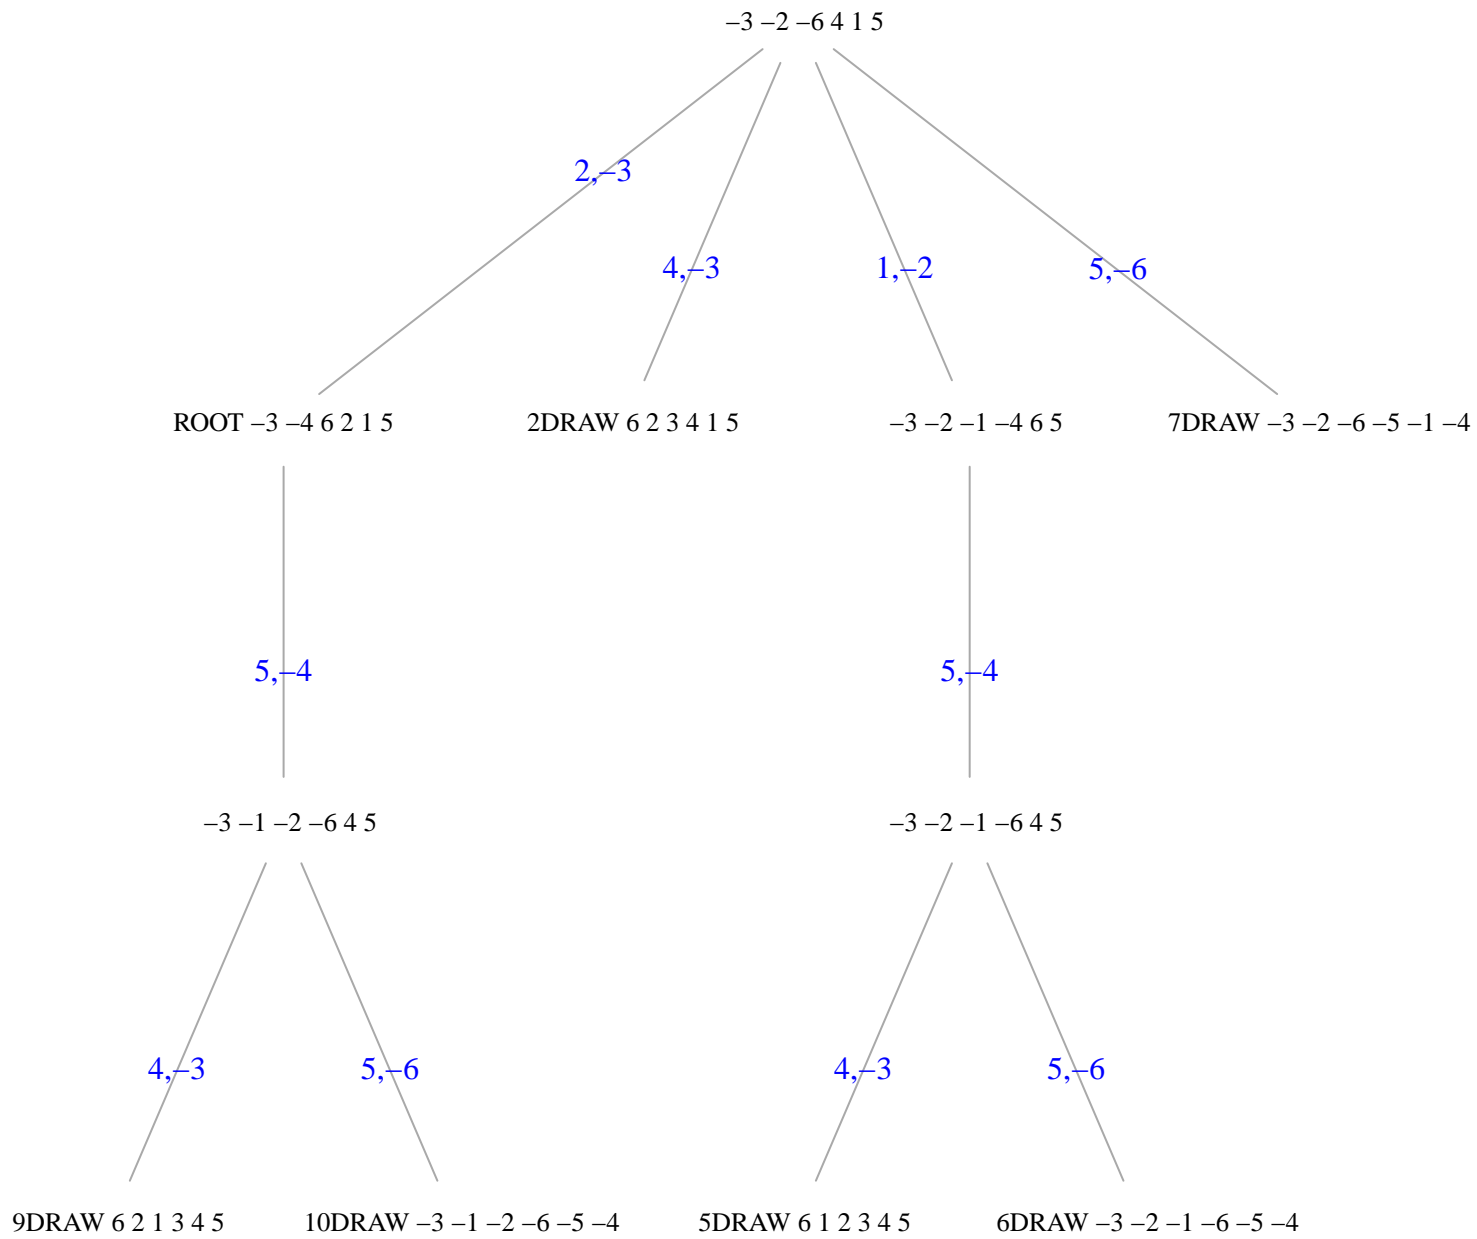 –3 –2 –6 4 1 5
2,–3
4,–3
1,–2
5,–6
ROOT –3 –4 6 2 1 5
2DRAW 6 2 3 4 1 5
–3 –2 –1 –4 6 5
7DRAW –3 –2 –6 –5 –1 –4
5,–4
5,–4
–3 –1 –2 –6 4 5
–3 –2 –1 –6 4 5
4,–3
5,–6
4,–3
5,–6
9DRAW 6 2 1 3 4 5
10DRAW –3 –1 –2 –6 –5 –4
5DRAW 6 1 2 3 4 5
6DRAW –3 –2 –1 –6 –5 –4